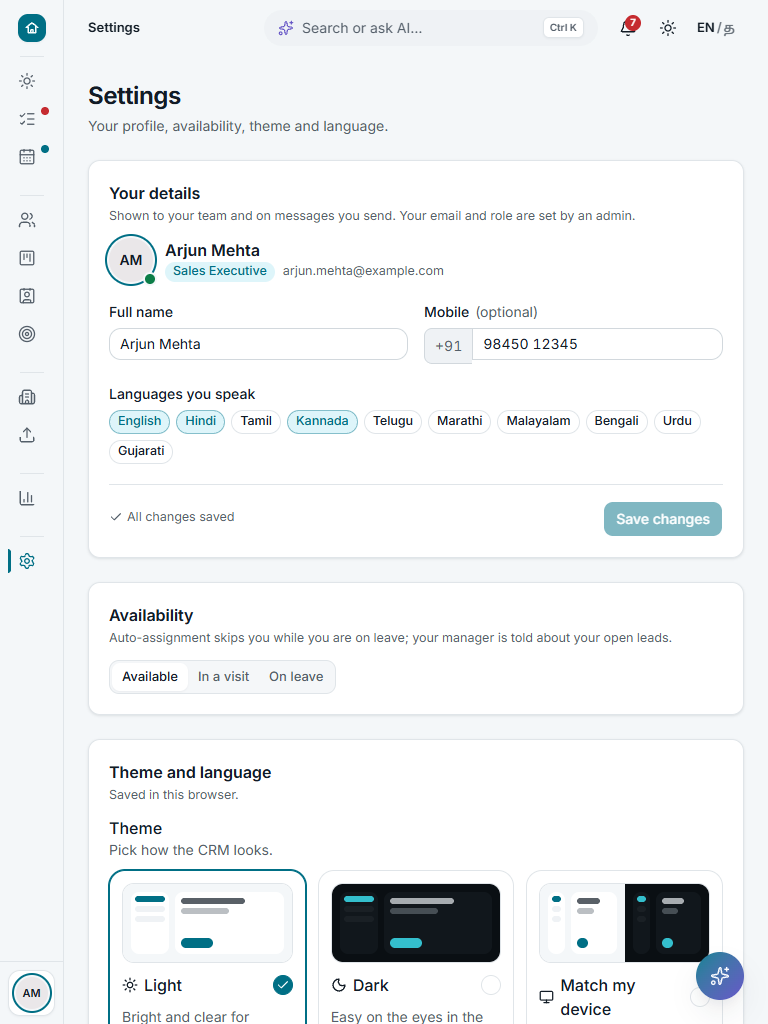 Settings
Search or ask AI...
Ctrl K
7
EN / த
Settings
Your profile, availability, theme and language.
Your details
Shown to your team and on messages you send. Your email and role are set by an admin.
AM
Arjun Mehta
Sales Executive arjun.mehta@example.com
Full name
Mobile (optional)
Arjun Mehta
+91 98450 12345
Languages you speak
English Hindi Tamil Kannada Telugu Marathi Malayalam Bengali Urdu
Gujarati
All changes saved
Save changes
Availability
Auto-assignment skips you while you are on leave; your manager is told about your open leads.
Available In a visit On leave
Theme and language
Saved in this browser.
Theme
Pick how the CRM looks.
Light
Bright and clear for
Dark
Easy on the eyes in the
Match my
device
AM